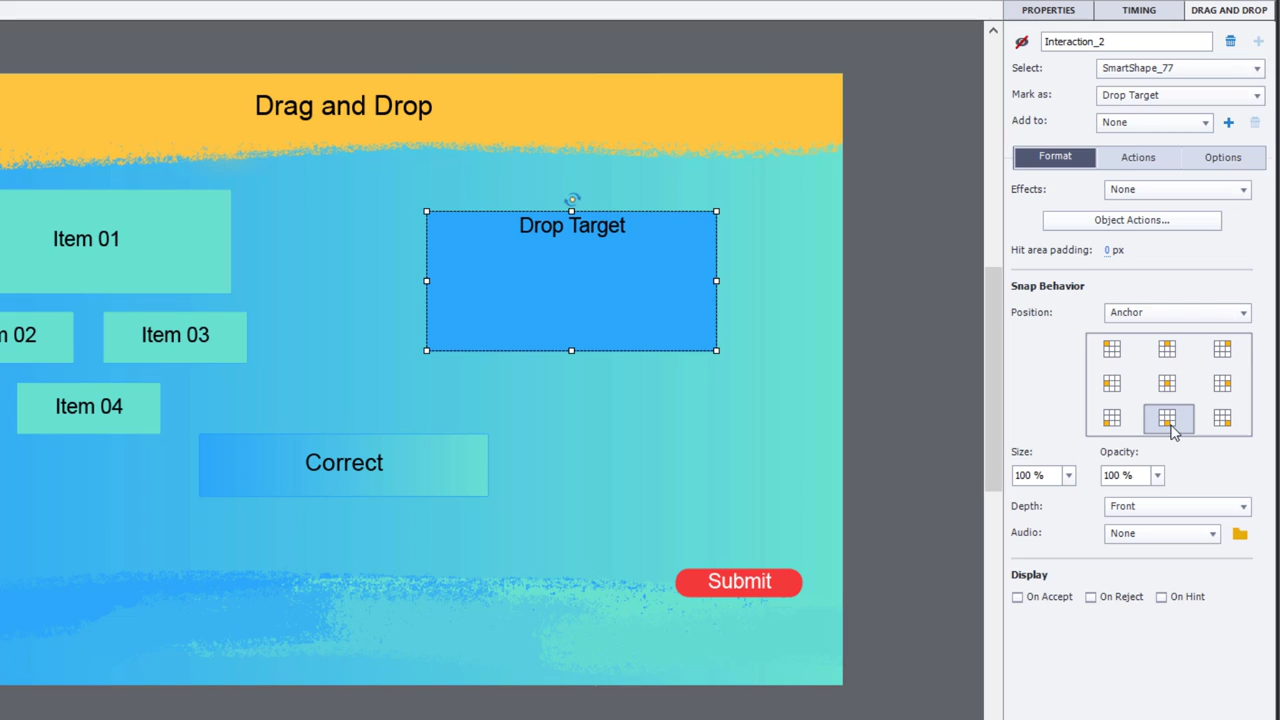 PROPERTIES TIMING DRAG AND DROP
Interaction_2
Select: SmartShape_77
Mark as: Drop Target
Add to: None
Format Actions Options
Effects: None
Object Actions...
Hit area padding: 0 px
Snap Behavior
Position: Anchor
Size: Opacity:
100 % 100 %
Depth: Front
Audio: None
Display
On Accept On Reject On Hint
Drag and Drop
Drop Target
Item 01
02 Item 03
Item 04
Correct
Submit